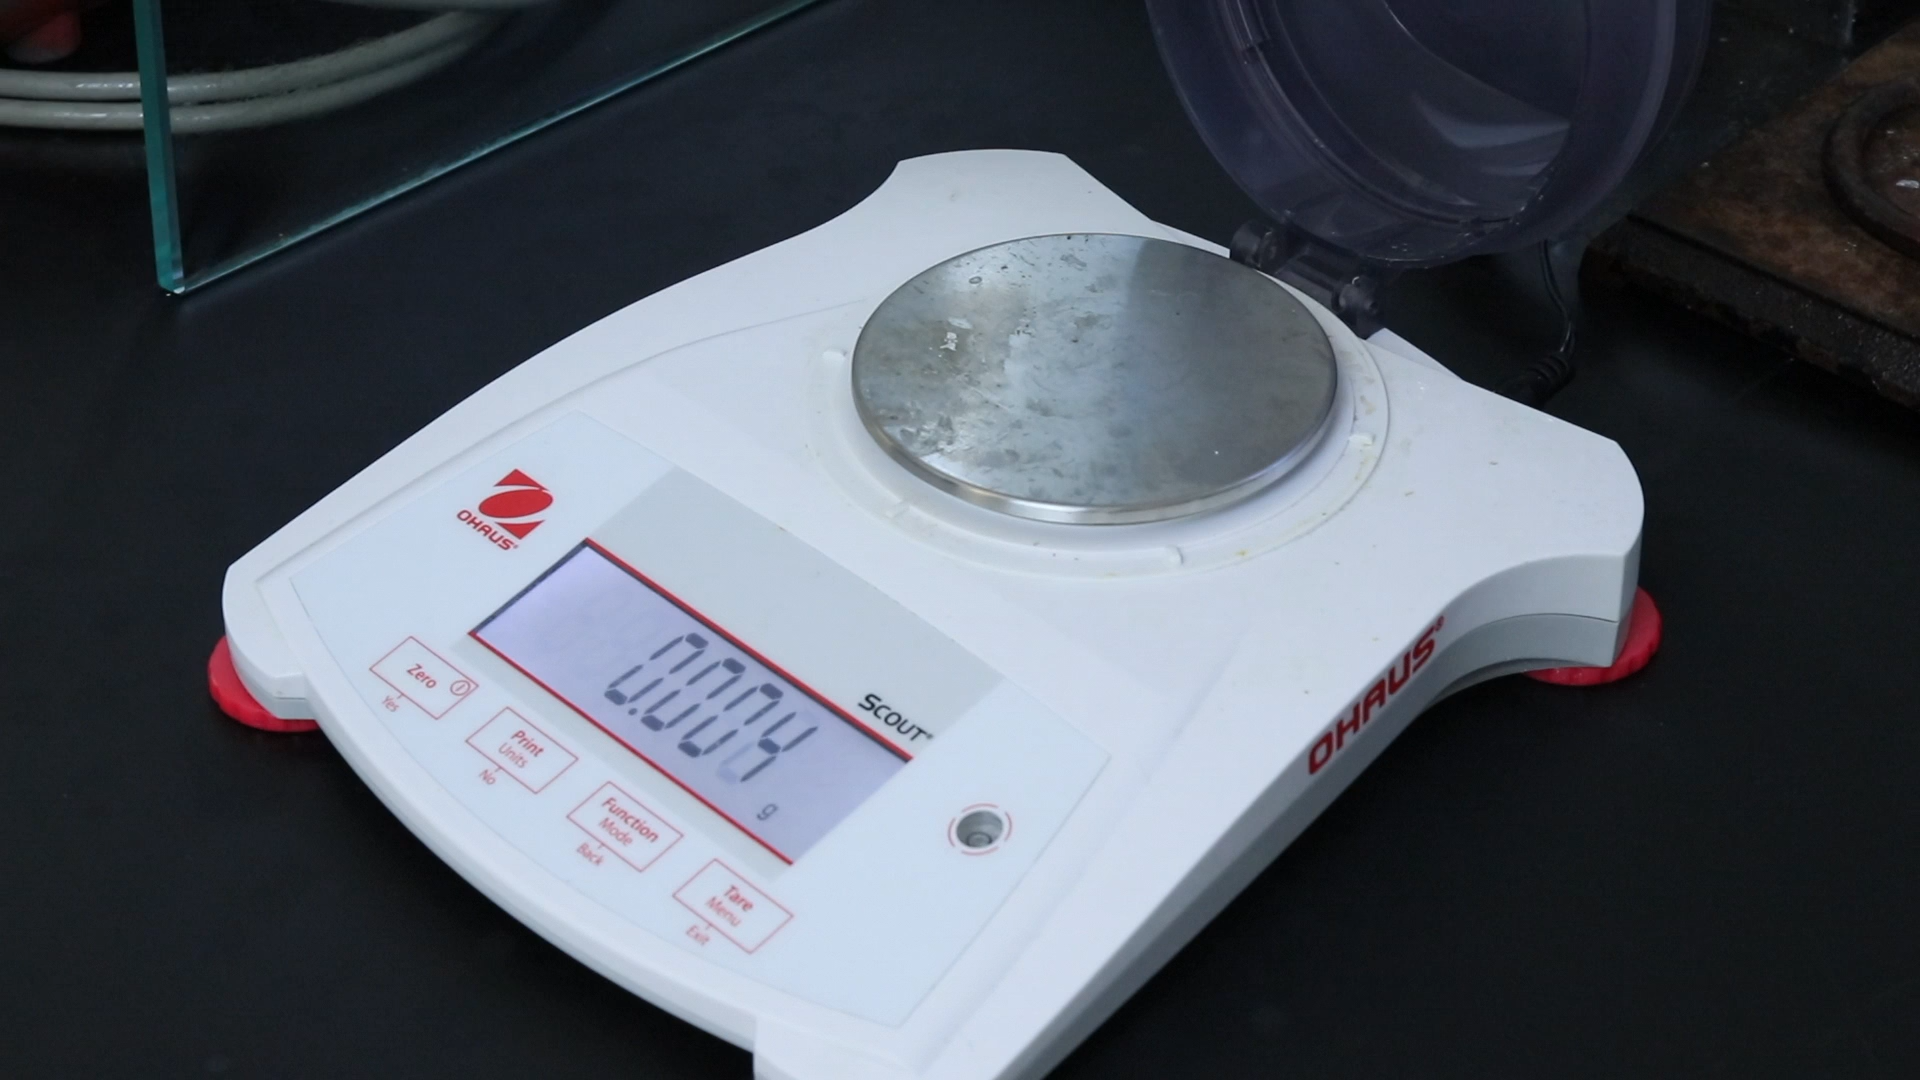 OHAUS®
0.004
g
SCOUT®
Zero
Yes
Print
Units
No
Function
Mode
Back
Tare
Menu
Exit
OHAUS®